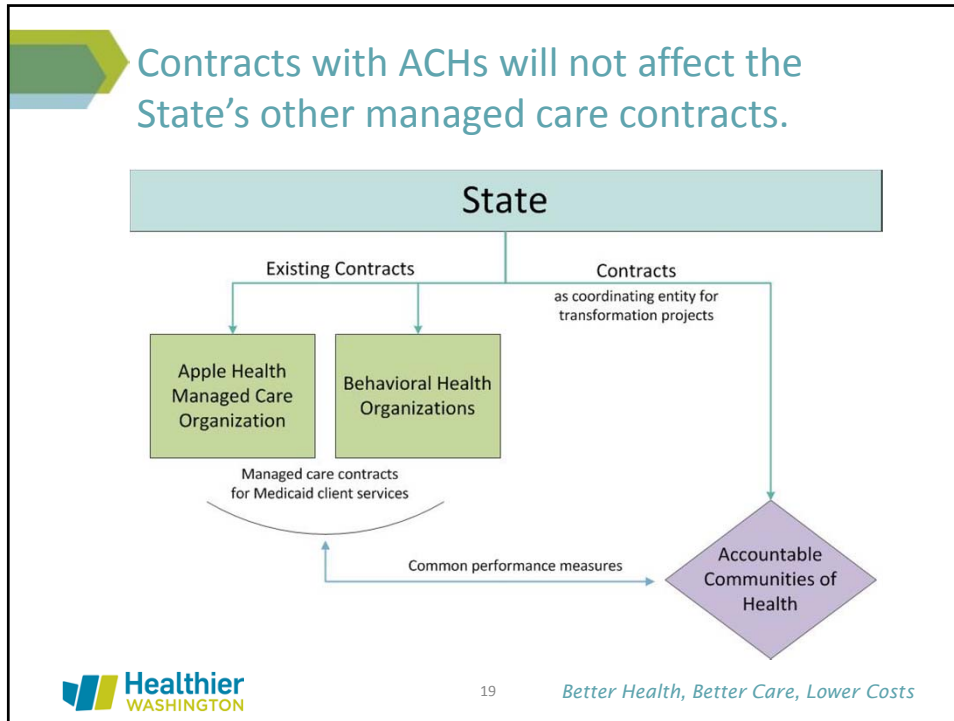 Contracts with ACHs will not affect the
State's other managed care contracts.
State
Existing Contracts
Contracts
as coordinating entity for
transformation projects
Apple Health
Managed Care
Organization
Behavioral Health
Organizations
Managed care contracts
for Medicaid client services
Common performance measures
Accountable
Communities of
Health
Healthier
WASHINGTON
19
Better Health, Better Care, Lower Costs